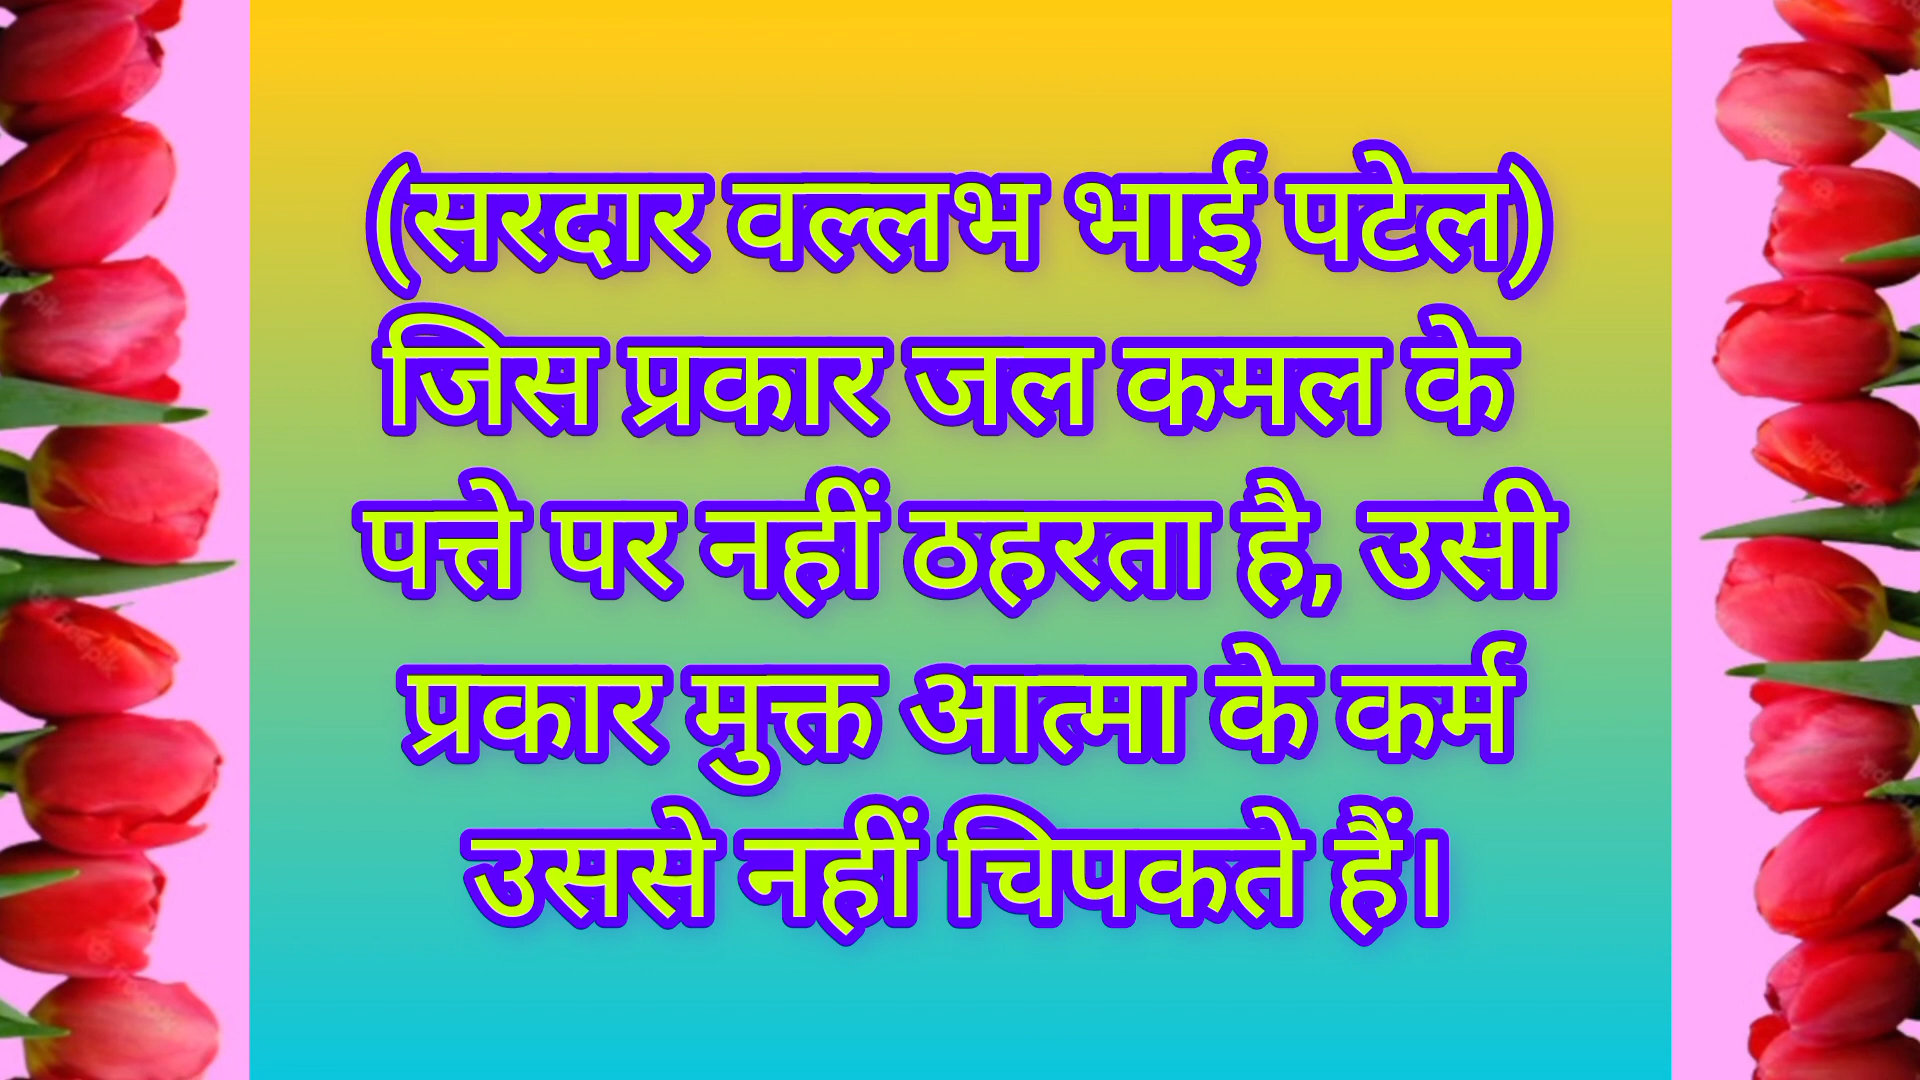 (सरदार वल्लभ भाई पटेल)
जिस प्रकार जल कमल के
पत्ते पर नहीं ठहरता है, उसी
प्रकार मुक्त आत्मा के कर्म
उससे नहीं चिपकते हैं।